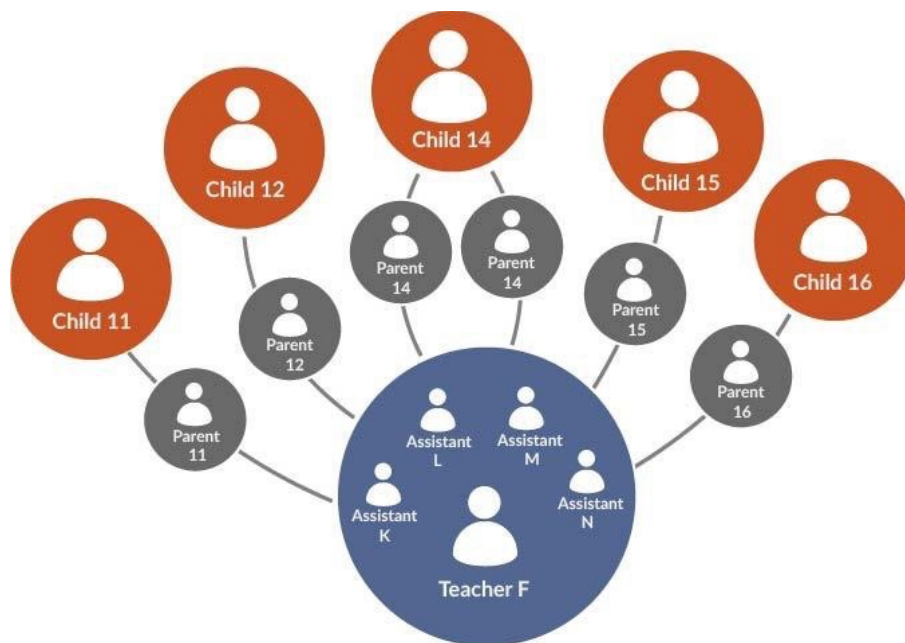 Child 14
Child 12
Child 15
Child 11
Child 16
Parent
14
Parent
14
Parent
12
Parent
15
Parent
11
Parent
16
Assistant
L
Assistant
M
Assistant
K
Assistant
N
Teacher F